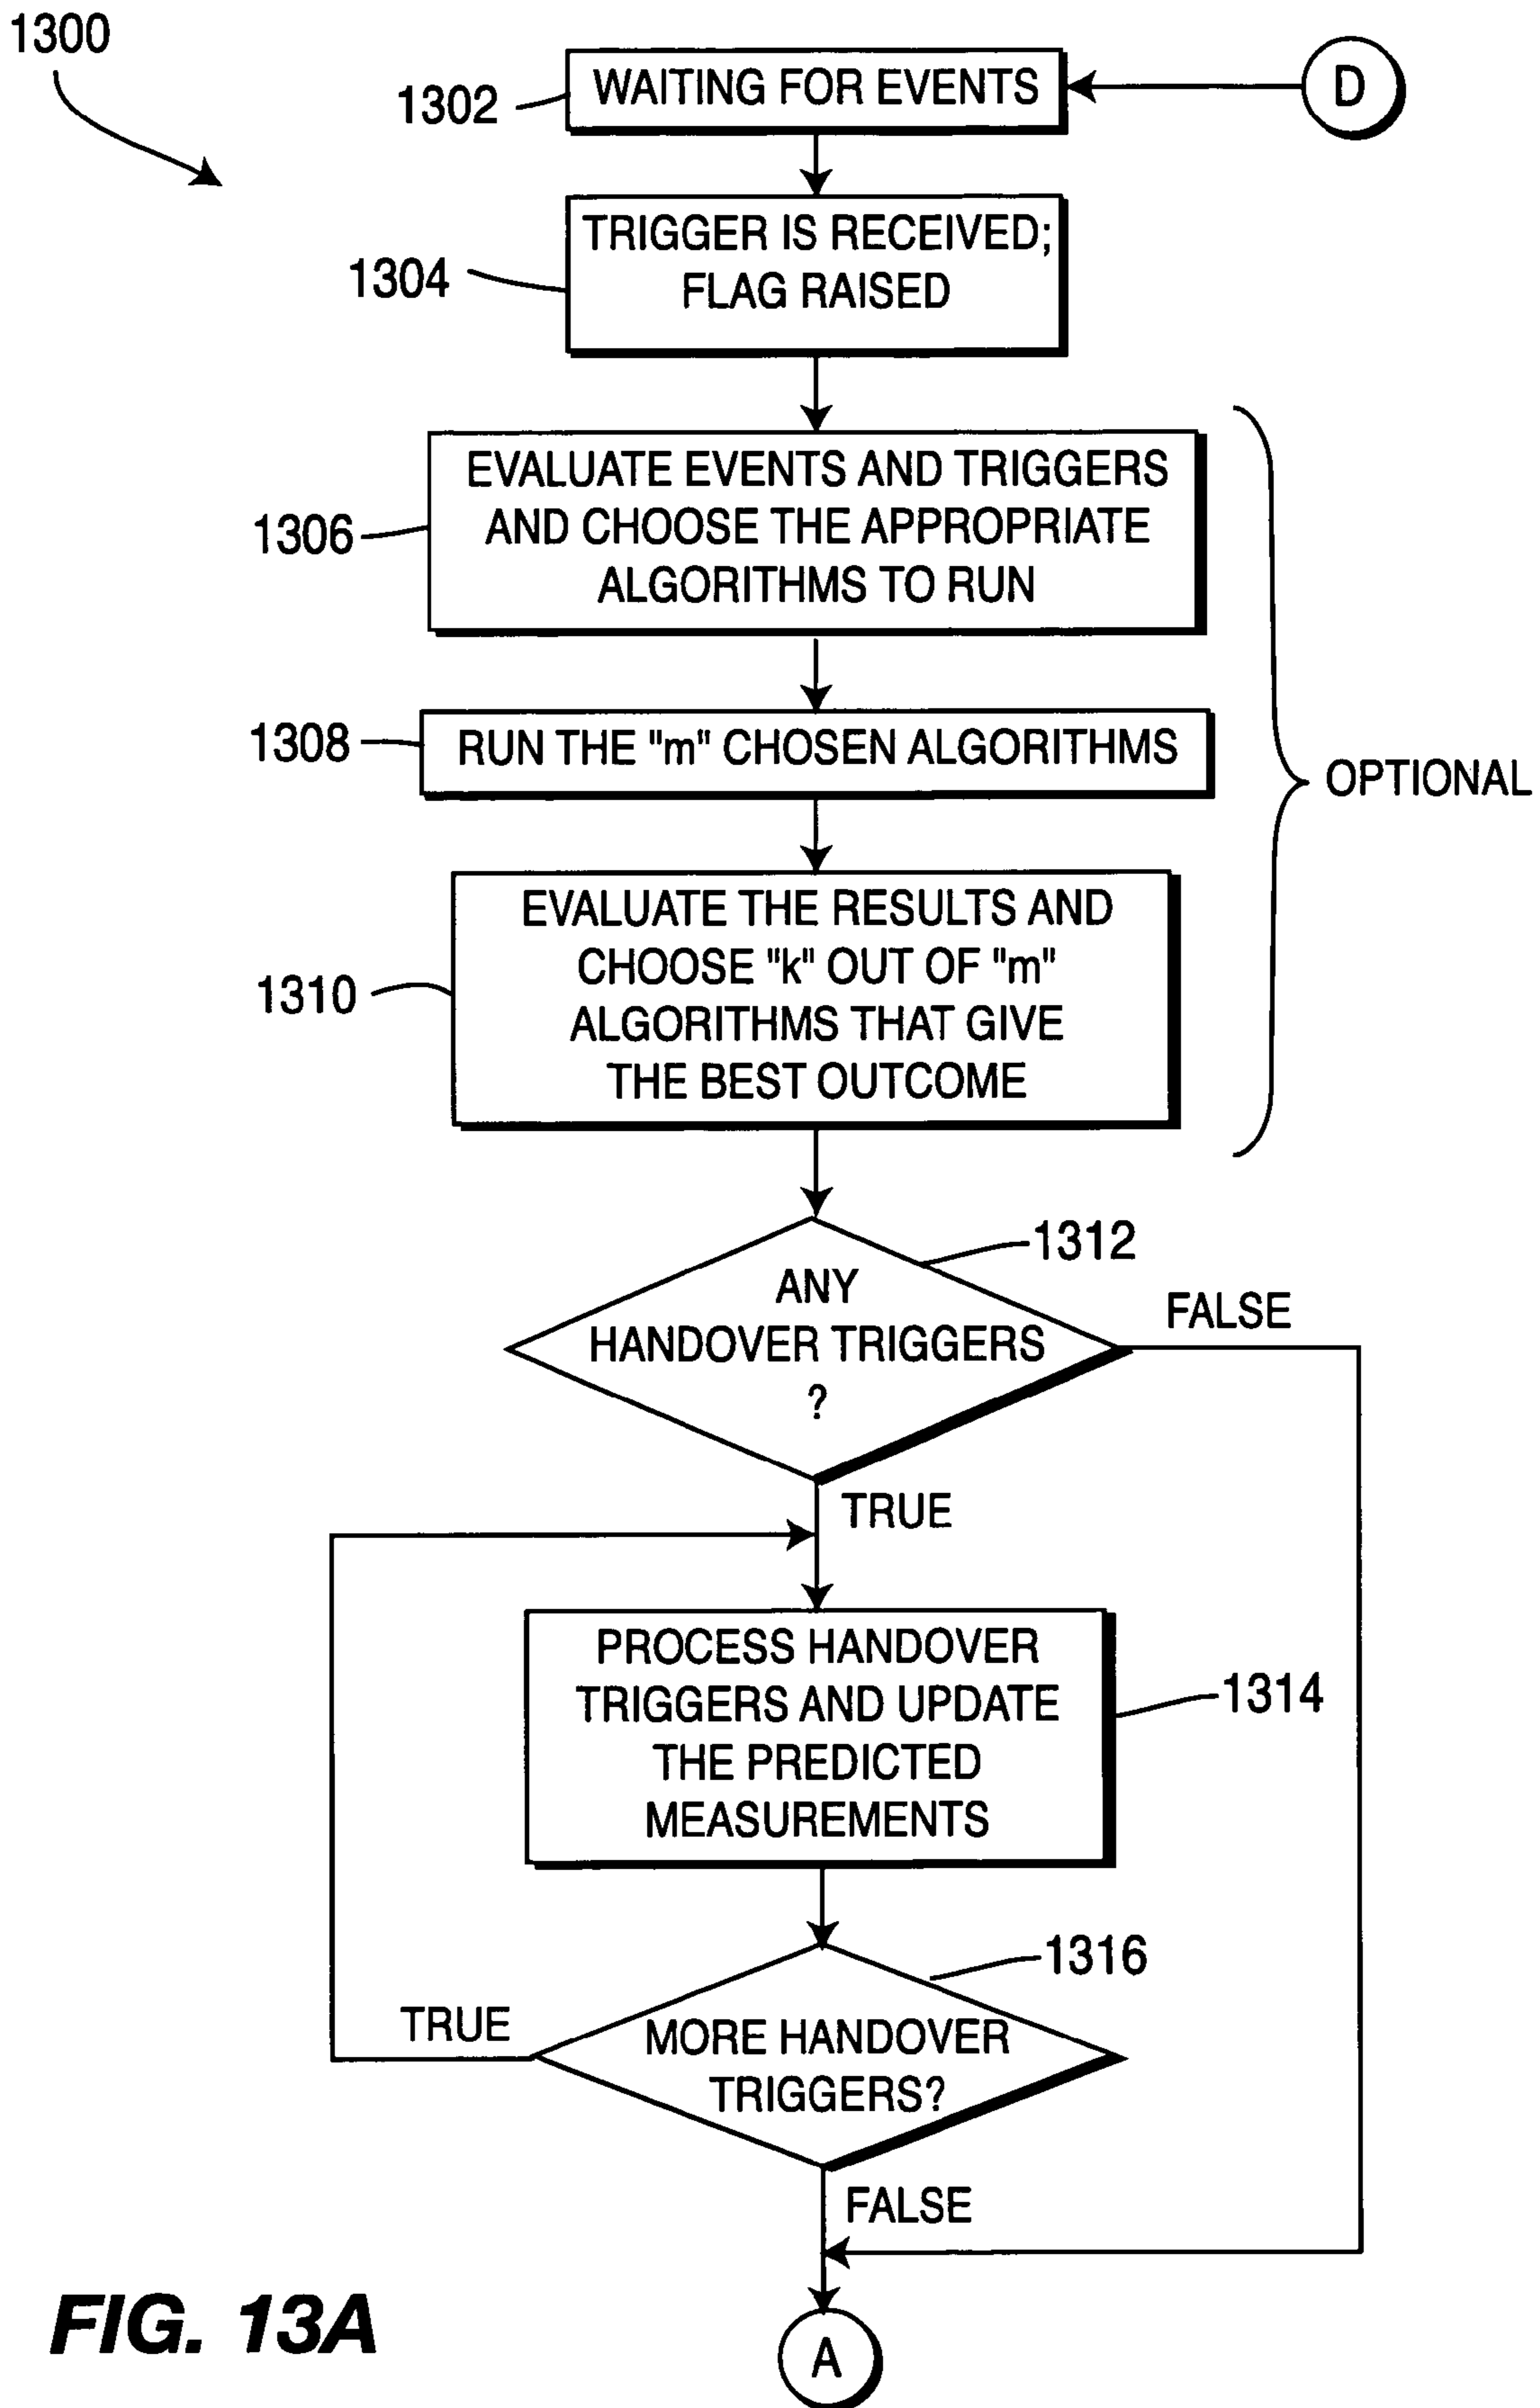 1300
1302
WAITING FOR EVENTS
D
1304
TRIGGER IS RECEIVED;
FLAG RAISED
1306
EVALUATE EVENTS AND TRIGGERS
AND CHOOSE THE APPROPRIATE
ALGORITHMS TO RUN
1308
RUN THE "m" CHOSEN ALGORITHMS
OPTIONAL
1310
EVALUATE THE RESULTS AND
CHOOSE "k" OUT OF "m"
ALGORITHMS THAT GIVE
THE BEST OUTCOME
1312
ANY
HANDOVER TRIGGERS
?
FALSE
TRUE
PROCESS HANDOVER
TRIGGERS AND UPDATE
THE PREDICTED
MEASUREMENTS
1314
1316
TRUE
MORE HANDOVER
TRIGGERS?
FALSE
A
FIG. 13A